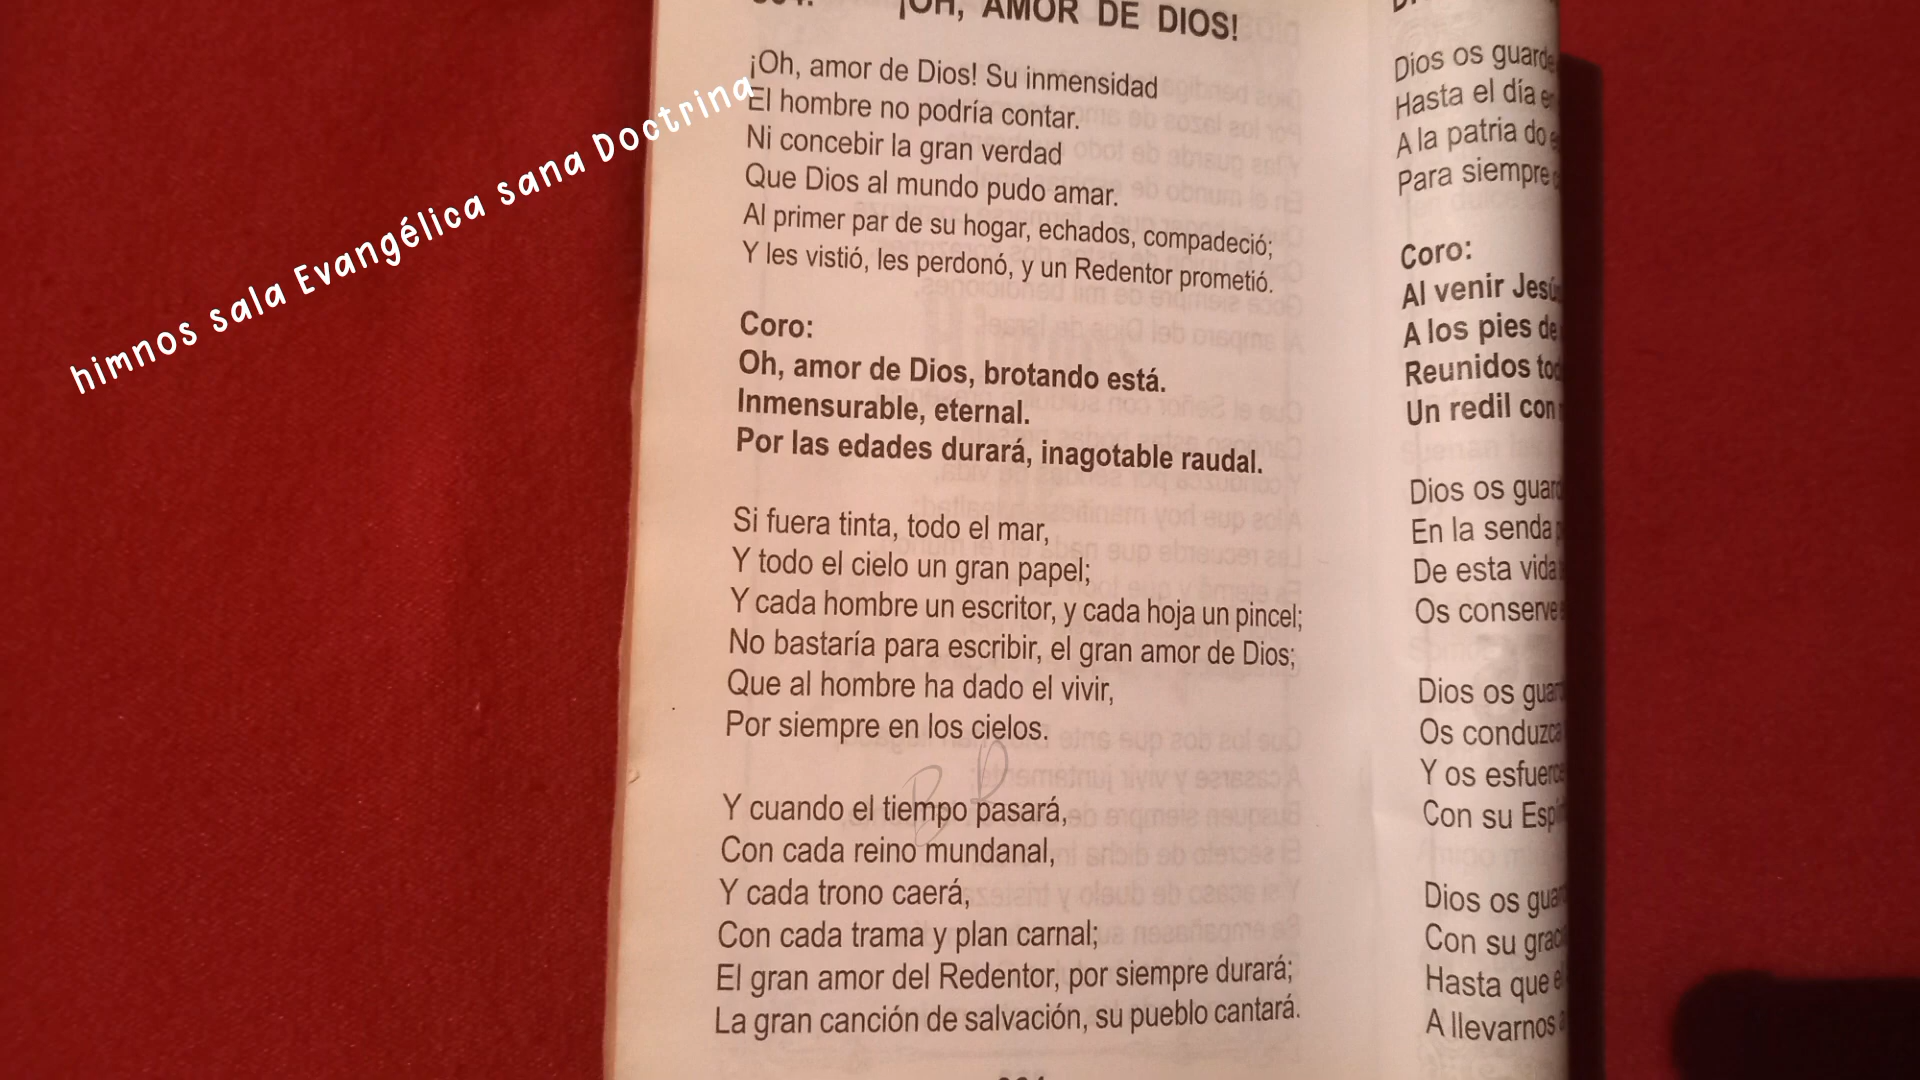 ¡OH, AMOR DE DIOS!
¡Oh, amor de Dios! Su inmensidad
El hombre no podría contar.
Ni concebir la gran verdad
Que Dios al mundo pudo amar.
Al primer par de su hogar, echados, compadeció;
Y les vistió, les perdonó, y un Redentor prometió.
Coro:
Oh, amor de Dios, brotando está.
Inmensurable, eternal.
Por las edades durará, inagotable raudal.
Si fuera tinta, todo el mar,
Y todo el cielo un gran papel;
Y cada hombre un escritor, y cada hoja un pincel;
No bastaría para escribir, el gran amor de Dios;
Que al hombre ha dado el vivir,
Por siempre en los cielos.
Y cuando el tiempo pasará,
Con cada reino mundanal,
Y cada trono caerá,
Con cada trama y plan carnal;
El gran amor del Redentor, por siempre durará;
La gran canción de salvación, su pueblo cantará.
himnos sala Evangélica sana Doctrina
Dios os guarde
Hasta el día
A la patria do
Para siempre
Coro:
Al venir Jesú
A los pies de
Reunidos
Un redil con
Dios os
En la senda
De esta vida
Os conserve
Dios os
Os conduzca
Y os esfuerce
Con su
Dios os
Con su
Hasta que
A llevarnos